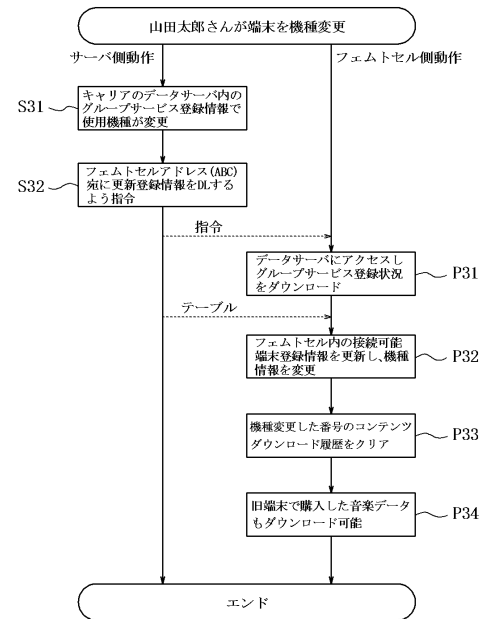 山田太郎さんが端末を機種変更
サーバ側動作
フェムトセル側動作
S31
キャリアのデータサーバ内の
グループサービス登録情報で
使用機種が変更
S32
フェムトセルアドレス(ABC)
宛に更新登録情報をDLする
よう指令
指令
データサーバにアクセスし
グループサービス登録状況
をダウンロード
P31
テーブル
フェムトセル内の接続可能
端末登録情報を更新し、機種
情報を変更
P32
機種変更した番号のコンテンツ
ダウンロード履歴をクリア
P33
旧端末で購入した音楽データ
もダウンロード可能
P34
エンド